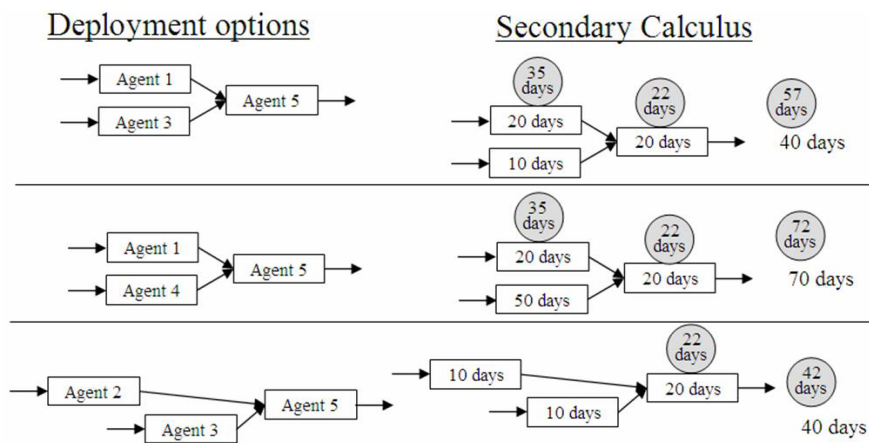 Deployment options
Secondary Calculus
Agent 1
Agent 3
Agent 5
35
days
20 days
10 days
22
days
20 days
57
days
40 days
Agent 1
Agent 4
Agent 5
35
days
20 days
50 days
22
days
20 days
72
days
70 days
Agent 2
Agent 3
Agent 5
10 days
10 days
22
days
20 days
42
days
40 days